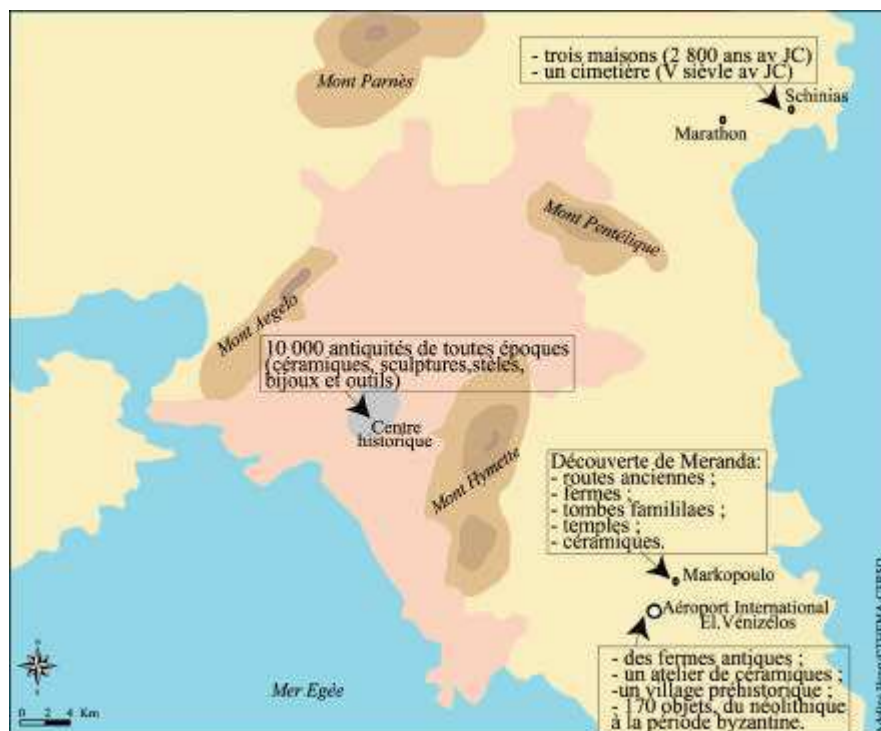 - trois maisons (2 800 ans av JC)
- un cimetière (V sièvle av JC)
Schinias
Marathon
Mont Parnès
Mont Pentélique
Mont Aegelo
10 000 antiquités de toutes époques
(céramiques, sculptures,stèles,
bijoux et outils)
Centre
historique
Mont Hymette
Découverte de Meranda:
- routes anciennes ;
- fermes ;
- tombes famililaes ;
- temples ;
- céramiques.
Markopoulo
Aéroport International
El.Vénizélos
- des fermes antiques ;
- un atelier de céramiques ;
-un village préhistorique ;
- 170 objets, du néolithique
à la période byzantine.
Mer Egée
0 2 4 Km